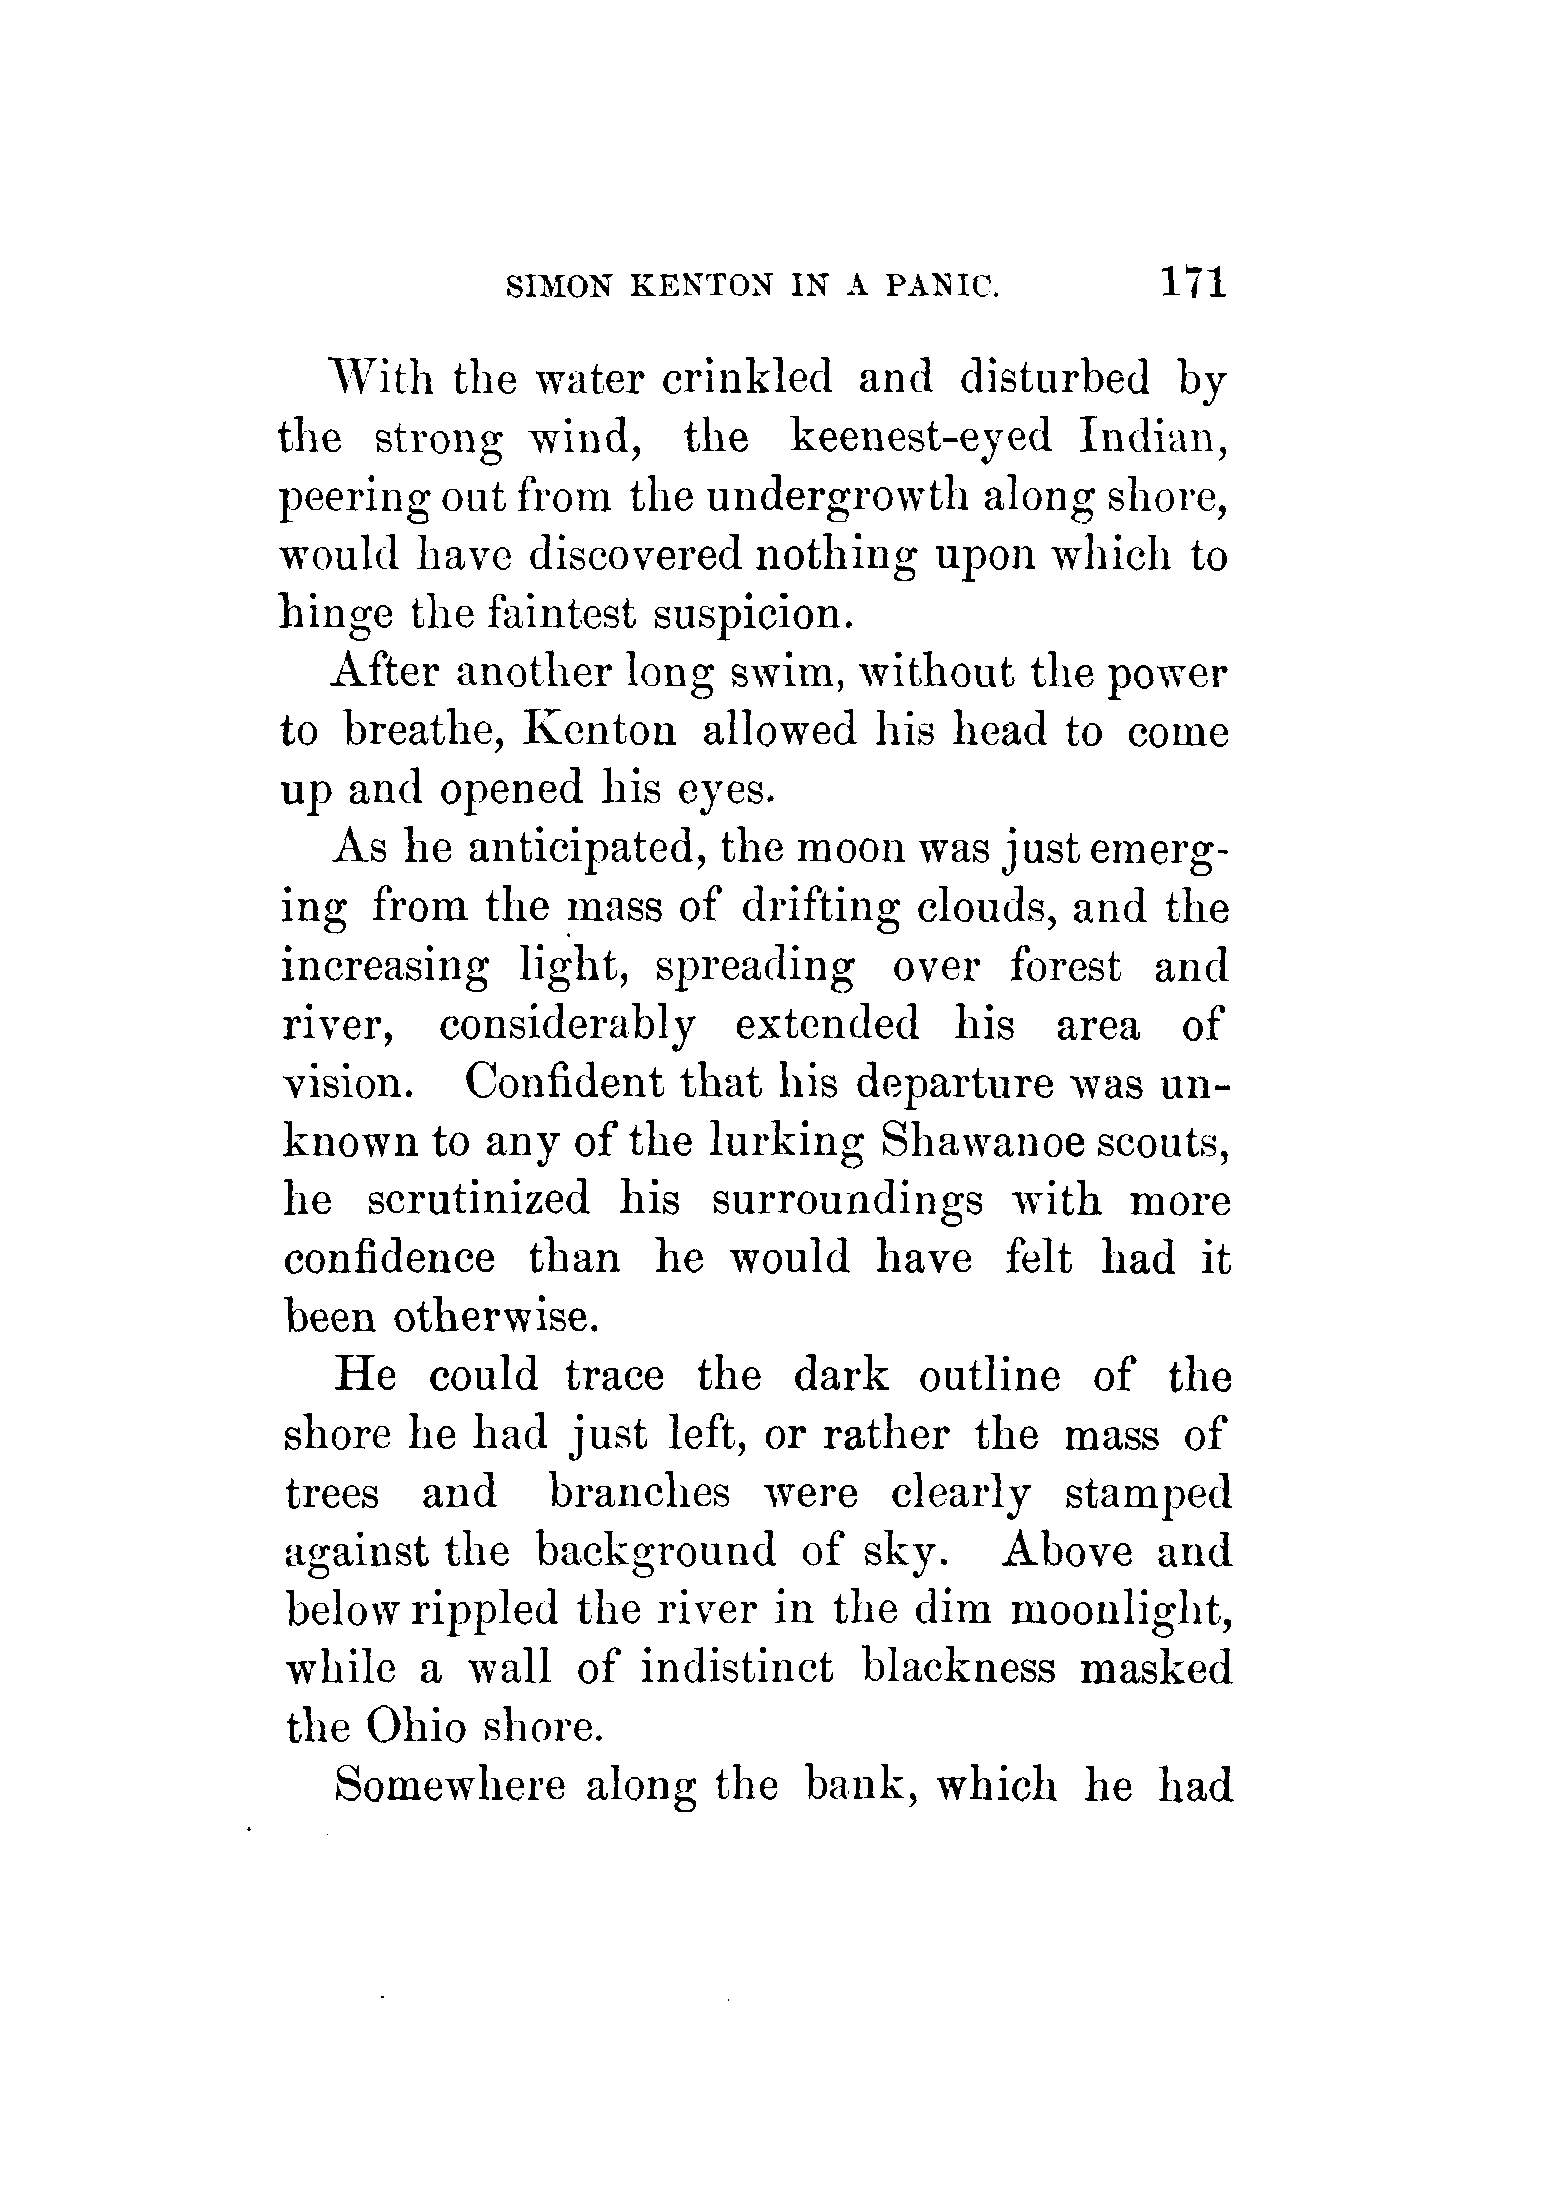 SIMON KENTON IN A PANIC. 171
With the water crinkled and disturbed by
the strong wind, the keenest-eyed Indian,
peering out from the undergrowth along shore,
would have discovered nothing upon which to
hinge the faintest suspicion.
After another long swim, without the power
to breathe, Kenton allowed his head to come
up and opened his eyes.
As he anticipated, the moon was just emerg-
ing from the mass of drifting clouds, and the
increasing light, spreading over forest and
river, considerably extended his area of
vision. Confident that his departure was un-
known to any of the lurking Shawanoe scouts,
he scrutinized his surroundings with more
confidence than he would have felt had it
been otherwise.
He could trace the dark outline of the
shore he had just left, or rather the mass of
trees and branches were clearly stamped
against the background of sky. Above and
below rippled the river in the dim moonlight,
while a wall of indistinct blackness masked
the Ohio shore.
Somewhere along the bank, which he had